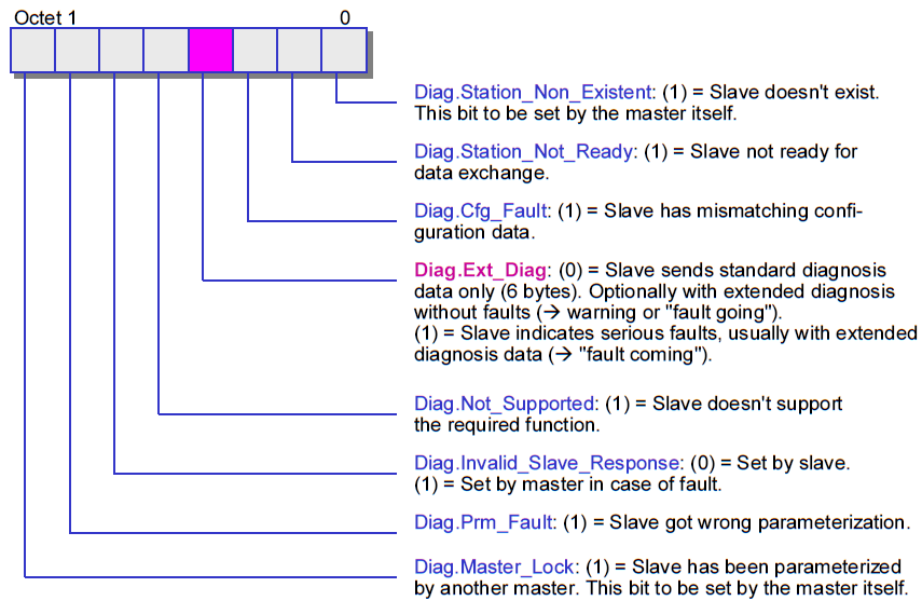 Octet 1 0
Diag.Station_Non_Existent: (1) = Slave doesn't exist.
This bit to be set by the master itself.
Diag.Station_Not_Ready: (1) = Slave not ready for
data exchange.
Diag.Cfg_Fault: (1) = Slave has mismatching confi-
guration data.
Diag.Ext_Diag: (0) = Slave sends standard diagnosis
data only (6 bytes). Optionally with extended diagnosis
without faults (→ warning or "fault going").
(1) = Slave indicates serious faults, usually with extended
diagnosis data (→ "fault coming").
Diag.Not_Supported: (1) = Slave doesn't support
the required function.
Diag.Invalid_Slave_Response: (0) = Set by slave.
(1) = Set by master in case of fault.
Diag.Prm_Fault: (1) = Slave got wrong parameterization.
Diag.Master_Lock: (1) = Slave has been parameterized
by another master. This bit to be set by the master itself.